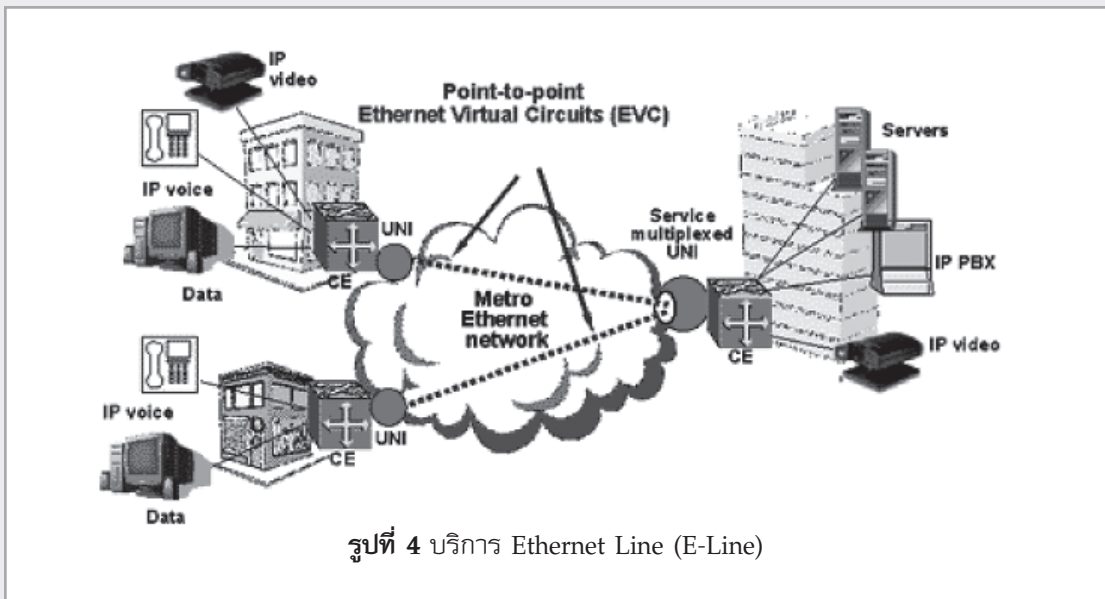 IP
video
Point-to-point
Ethernet Virtual Circuits (EVC)
Servers
IP voice
UNI
Service
multiplexed
UNI
IP PBX
CE
Data
Metro
Ethernet
network
CE
IP video
IP voice
UNI
CE
Data
รูปที่ 4 บริการ Ethernet Line (E-Line)